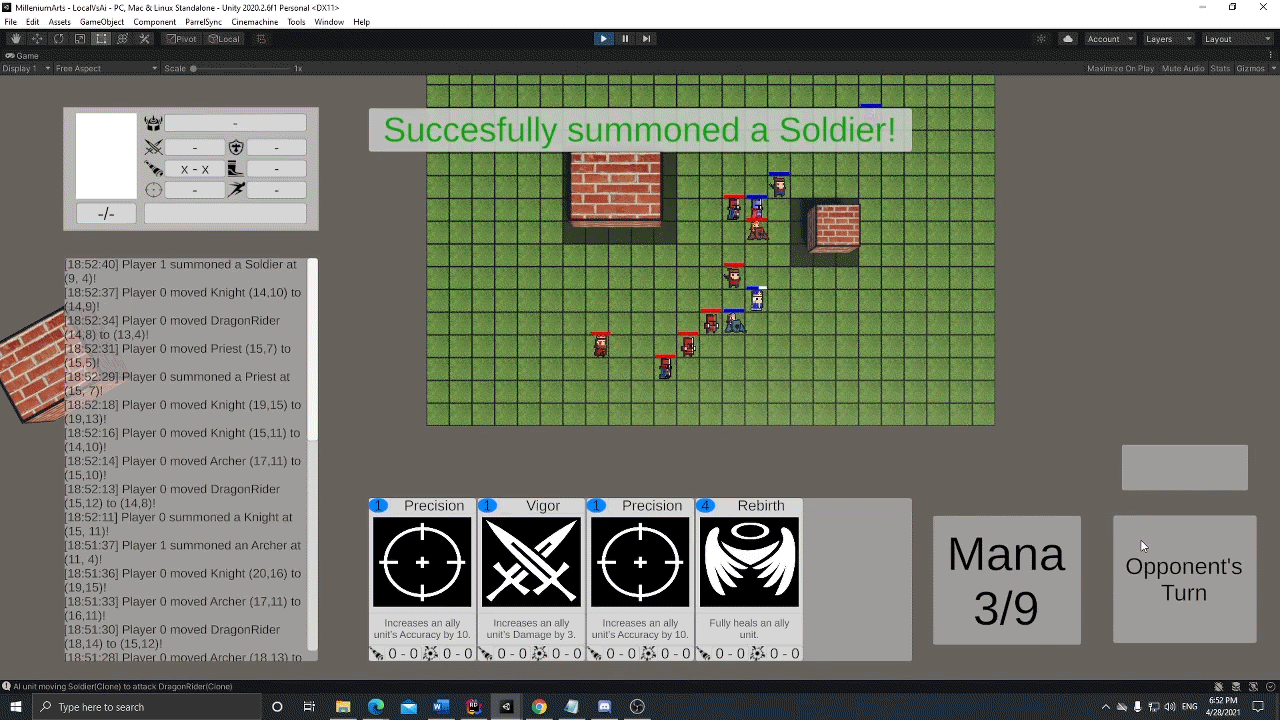 MilleniumArts - LocalVsAi - PC, Mac & Linux Standalone - Unity 2020.2.6f1 Personal <DX11>
File Edit Assets GameObject Component ParrelSync Cinemachine Tools Window Help
Pivot Local Account Layers Layout
Game
Display 1 Free Aspect Scale 1x Maximize On Play Mute Audio Stats Gizmos
Succesfully summoned a Soldier!
-
- -
x - x -
- -
-/-
[18:52:40] Player 1 summoned a Soldier at
(9, 4)!
[18:52:37] Player 0 moved Knight (14,10) to
(14,9)!
[18:52:34] Player 0 moved DragonRider
(14,8) to (13,4)!
[18:52:31] Player 0 moved Priest (15,7) to
(15,5)!
[18:52:29] Player 0 summoned a Priest at
(15, 7)!
[18:52:18] Player 0 moved Knight (19,15) to
(19,13)!
[18:52:16] Player 0 moved Knight (15,11) to
(14,10)!
[18:52:14] Player 0 moved Archer (17,11) to
(15,10)!
[18:52:13] Player 0 moved DragonRider
(15,12) to (14,8)!
[18:52:11] Player 0 summoned a Knight at
(15, 11)!
[18:51:37] Player 1 summoned an Archer at
(11, 4)!
[18:51:36] Player 0 moved Knight (20,16) to
(19,15)!
[18:51:33] Player 0 moved Archer (17,11) to
(16,11)!
[18:51:30] Player 0 moved DragonRider
(18,14) to (15,12)!
[18:51:28] Player 0 moved Archer (18,13) to
1 Precision
Increases an ally
unit's Accuracy by 10.
0 - 0 0 - 0
1 Vigor
Increases an ally
unit's Damage by 3.
0 - 0 0 - 0
1 Precision
Increases an ally
unit's Accuracy by 10.
0 - 0 0 - 0
4 Rebirth
Fully heals an ally
unit.
0 - 0 0 - 0
Mana
3/9
Opponent's
Turn
AI unit moving Soldier(Clone) to attack DragonRider(Clone)
Type here to search
ENG
6:52 PM
4/28/2021